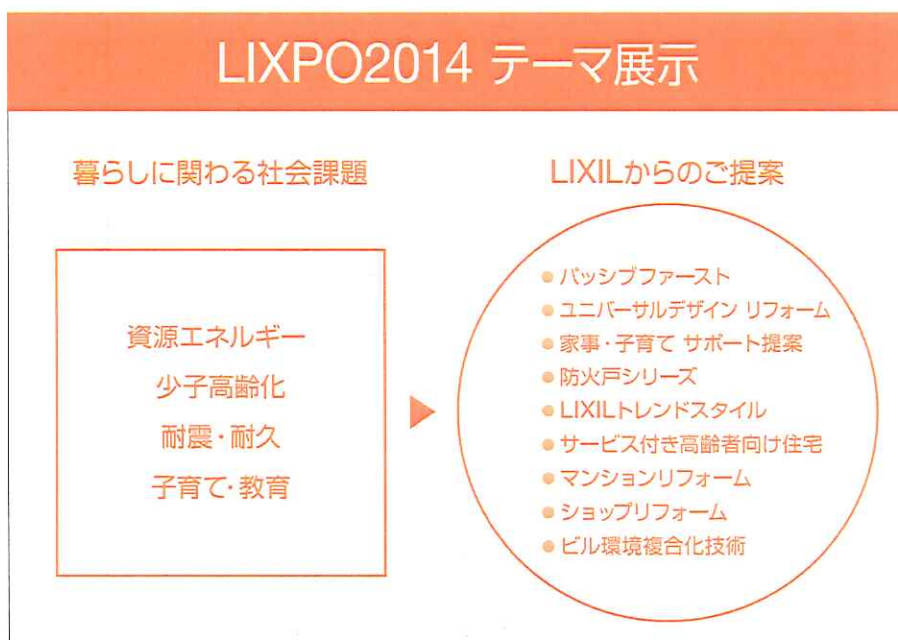 LIXPO2014 テーマ展示
暮らしに関わる社会課題
資源エネルギー
少子高齢化
耐震・耐久
子育て・教育
LIXILからのご提案
パッシブファースト
ユニバーサルデザイン リフォーム
家事・子育て サポート提案
防火戸シリーズ
LIXILトレンドスタイル
サービス付き高齢者向け住宅
マンションリフォーム
ショップリフォーム
ビル環境複合化技術